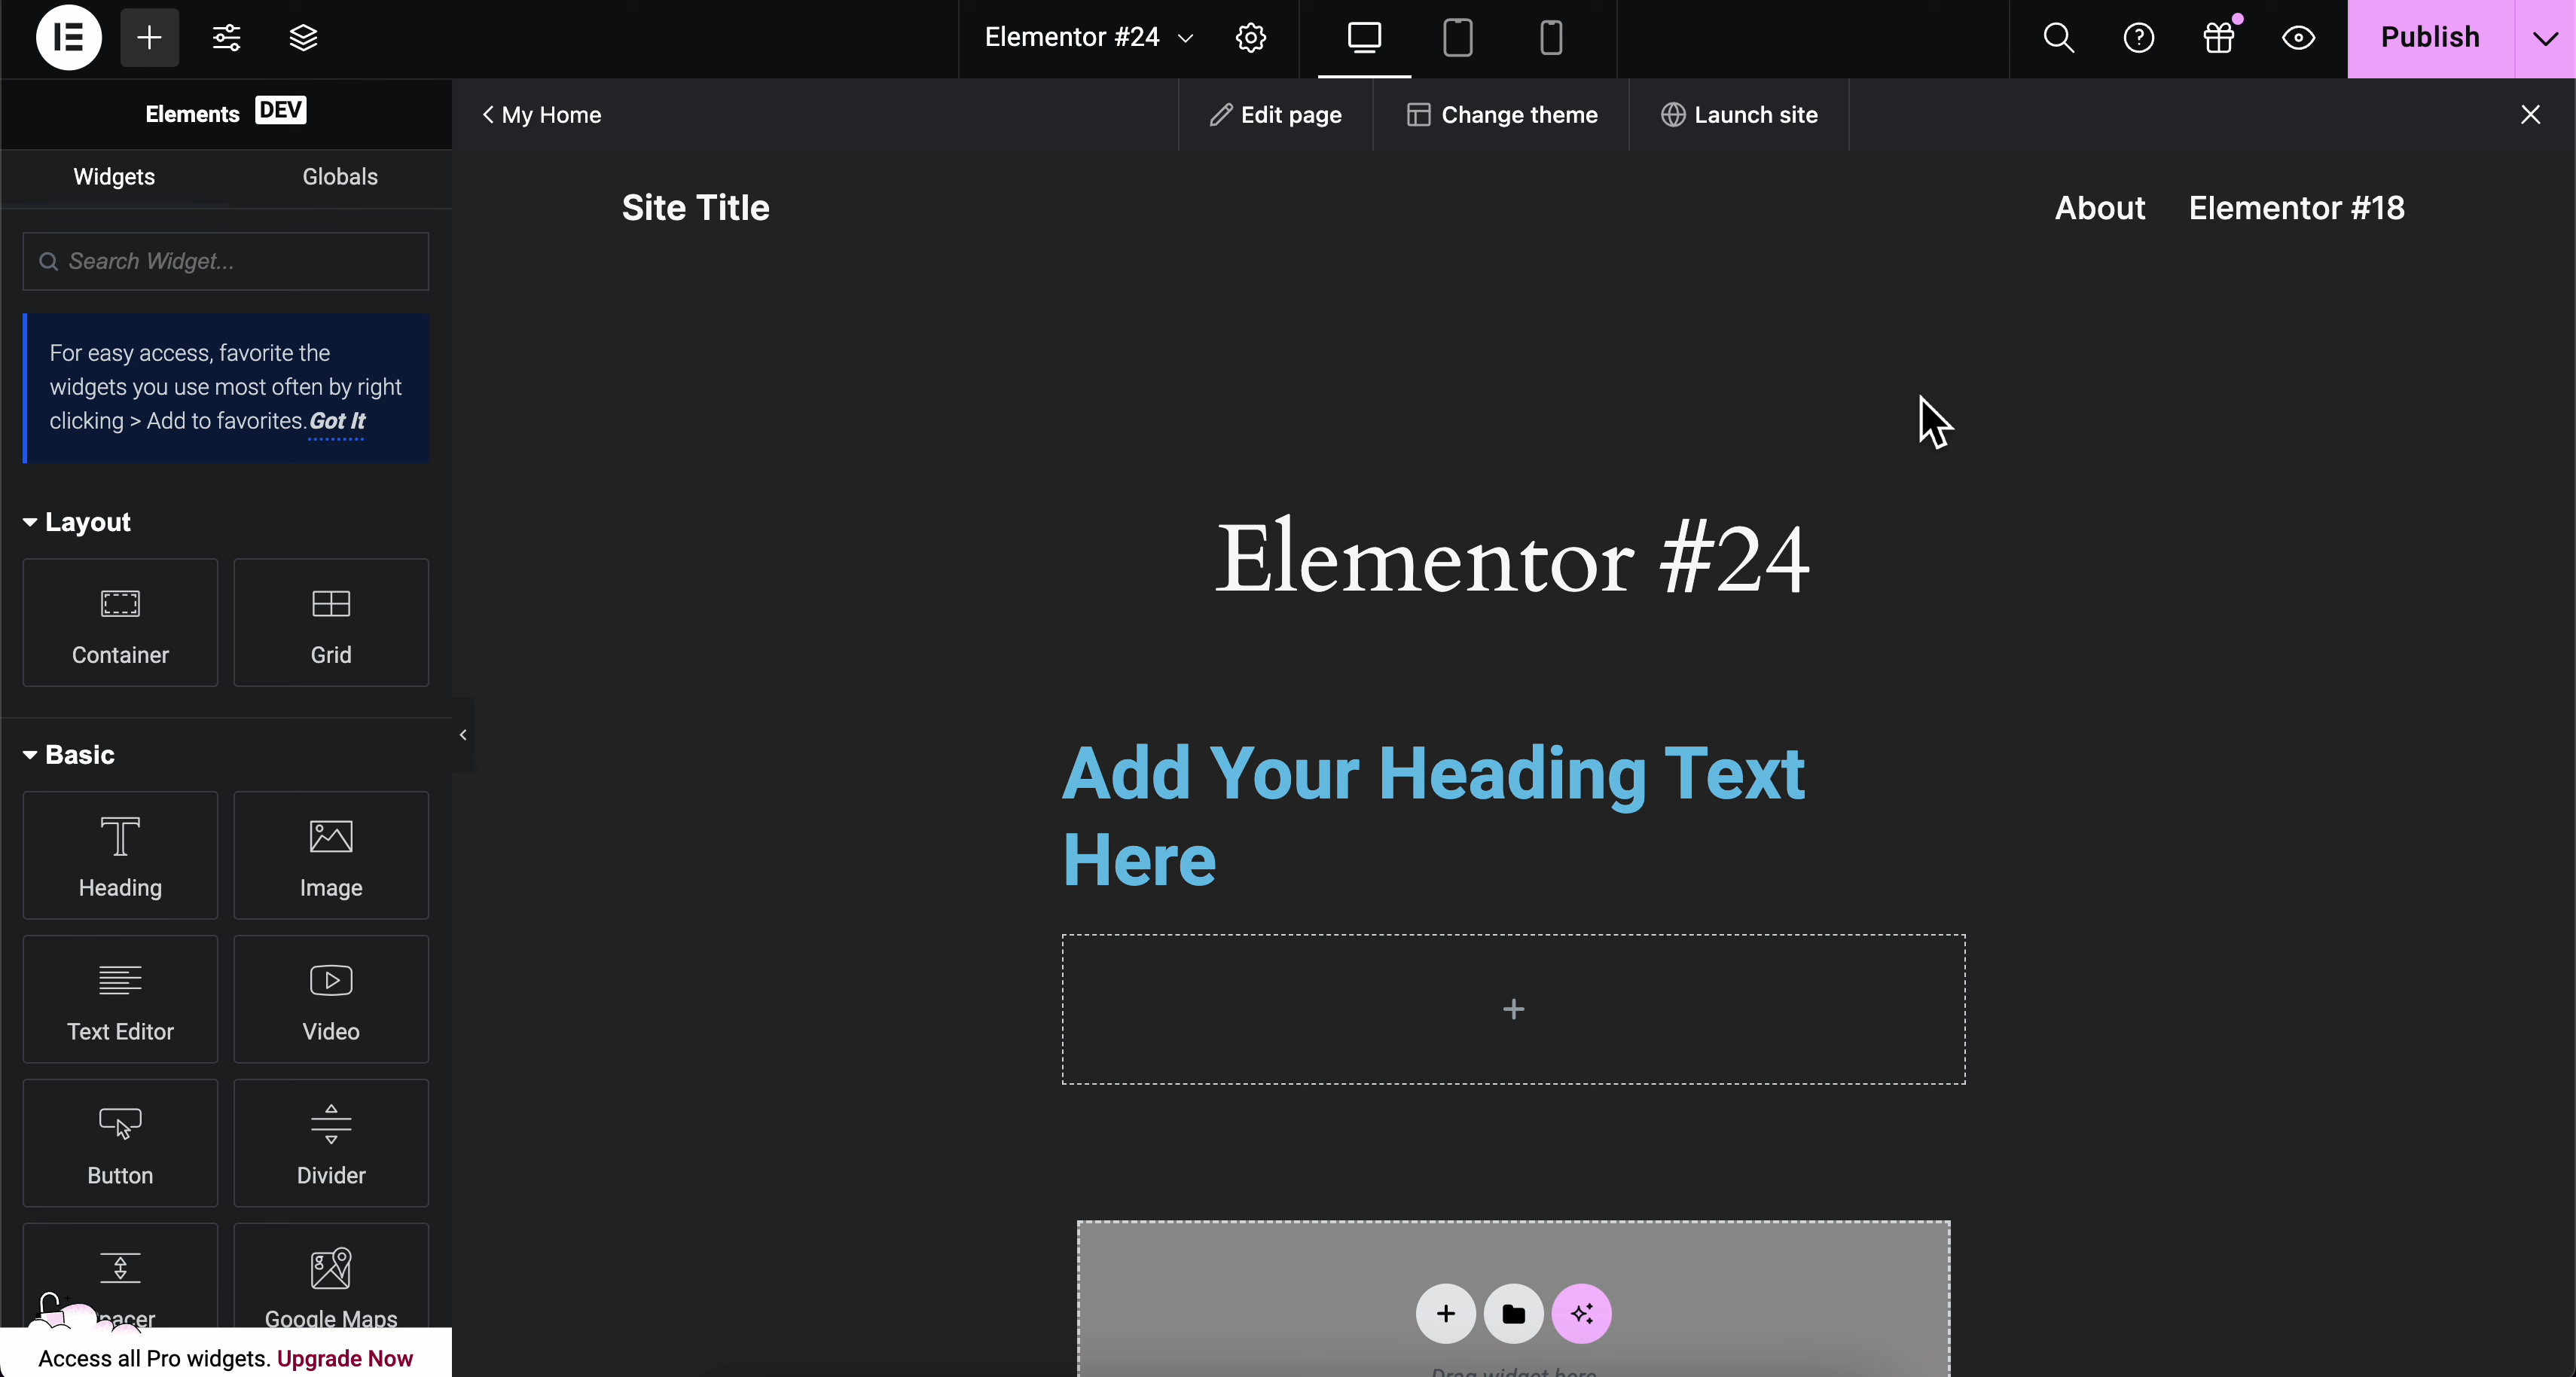 Elementor #24
Publish
Elements DEV
My Home
Edit page
Change theme
Launch site
Widgets
Globals
Site Title
About
Elementor #18
Search Widget...
For easy access, favorite the
widgets you use most often by right
clicking > Add to favorites. Got It
Layout
Container
Grid
Elementor #24
Basic
Add Your Heading Text
Here
Heading
Image
Text Editor
Video
Button
Divider
Google Maps
Access all Pro widgets. Upgrade Now
Drag widget here